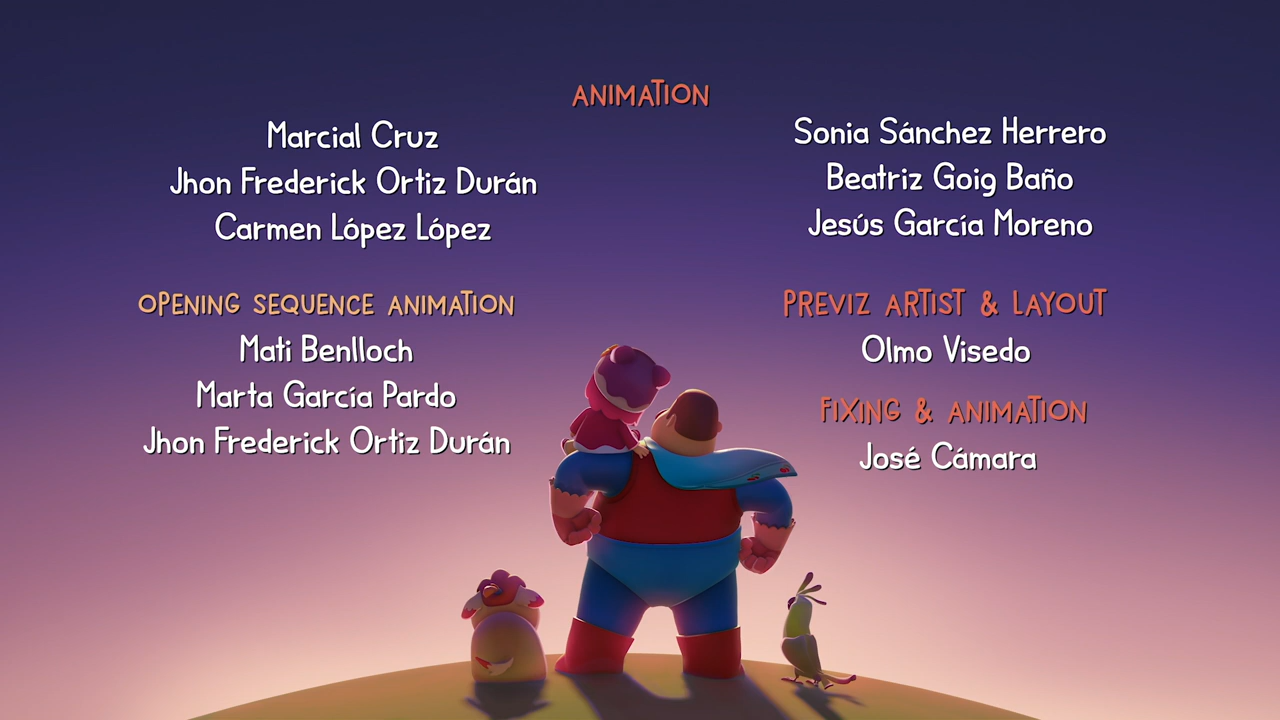 ANIMATION
Marcial Cruz
Jhon Frederick Ortiz Durán
Carmen López López
Sonia Sánchez Herrero
Beatriz Goig Baño
Jesús García Moreno
OPENING SEQUENCE ANIMATION
Mati Benlloch
Marta García Pardo
Jhon Frederick Ortiz Durán
PREVIZ ARTIST & LAYOUT
Olmo Visedo
FIXING & ANIMATION
José Cámara